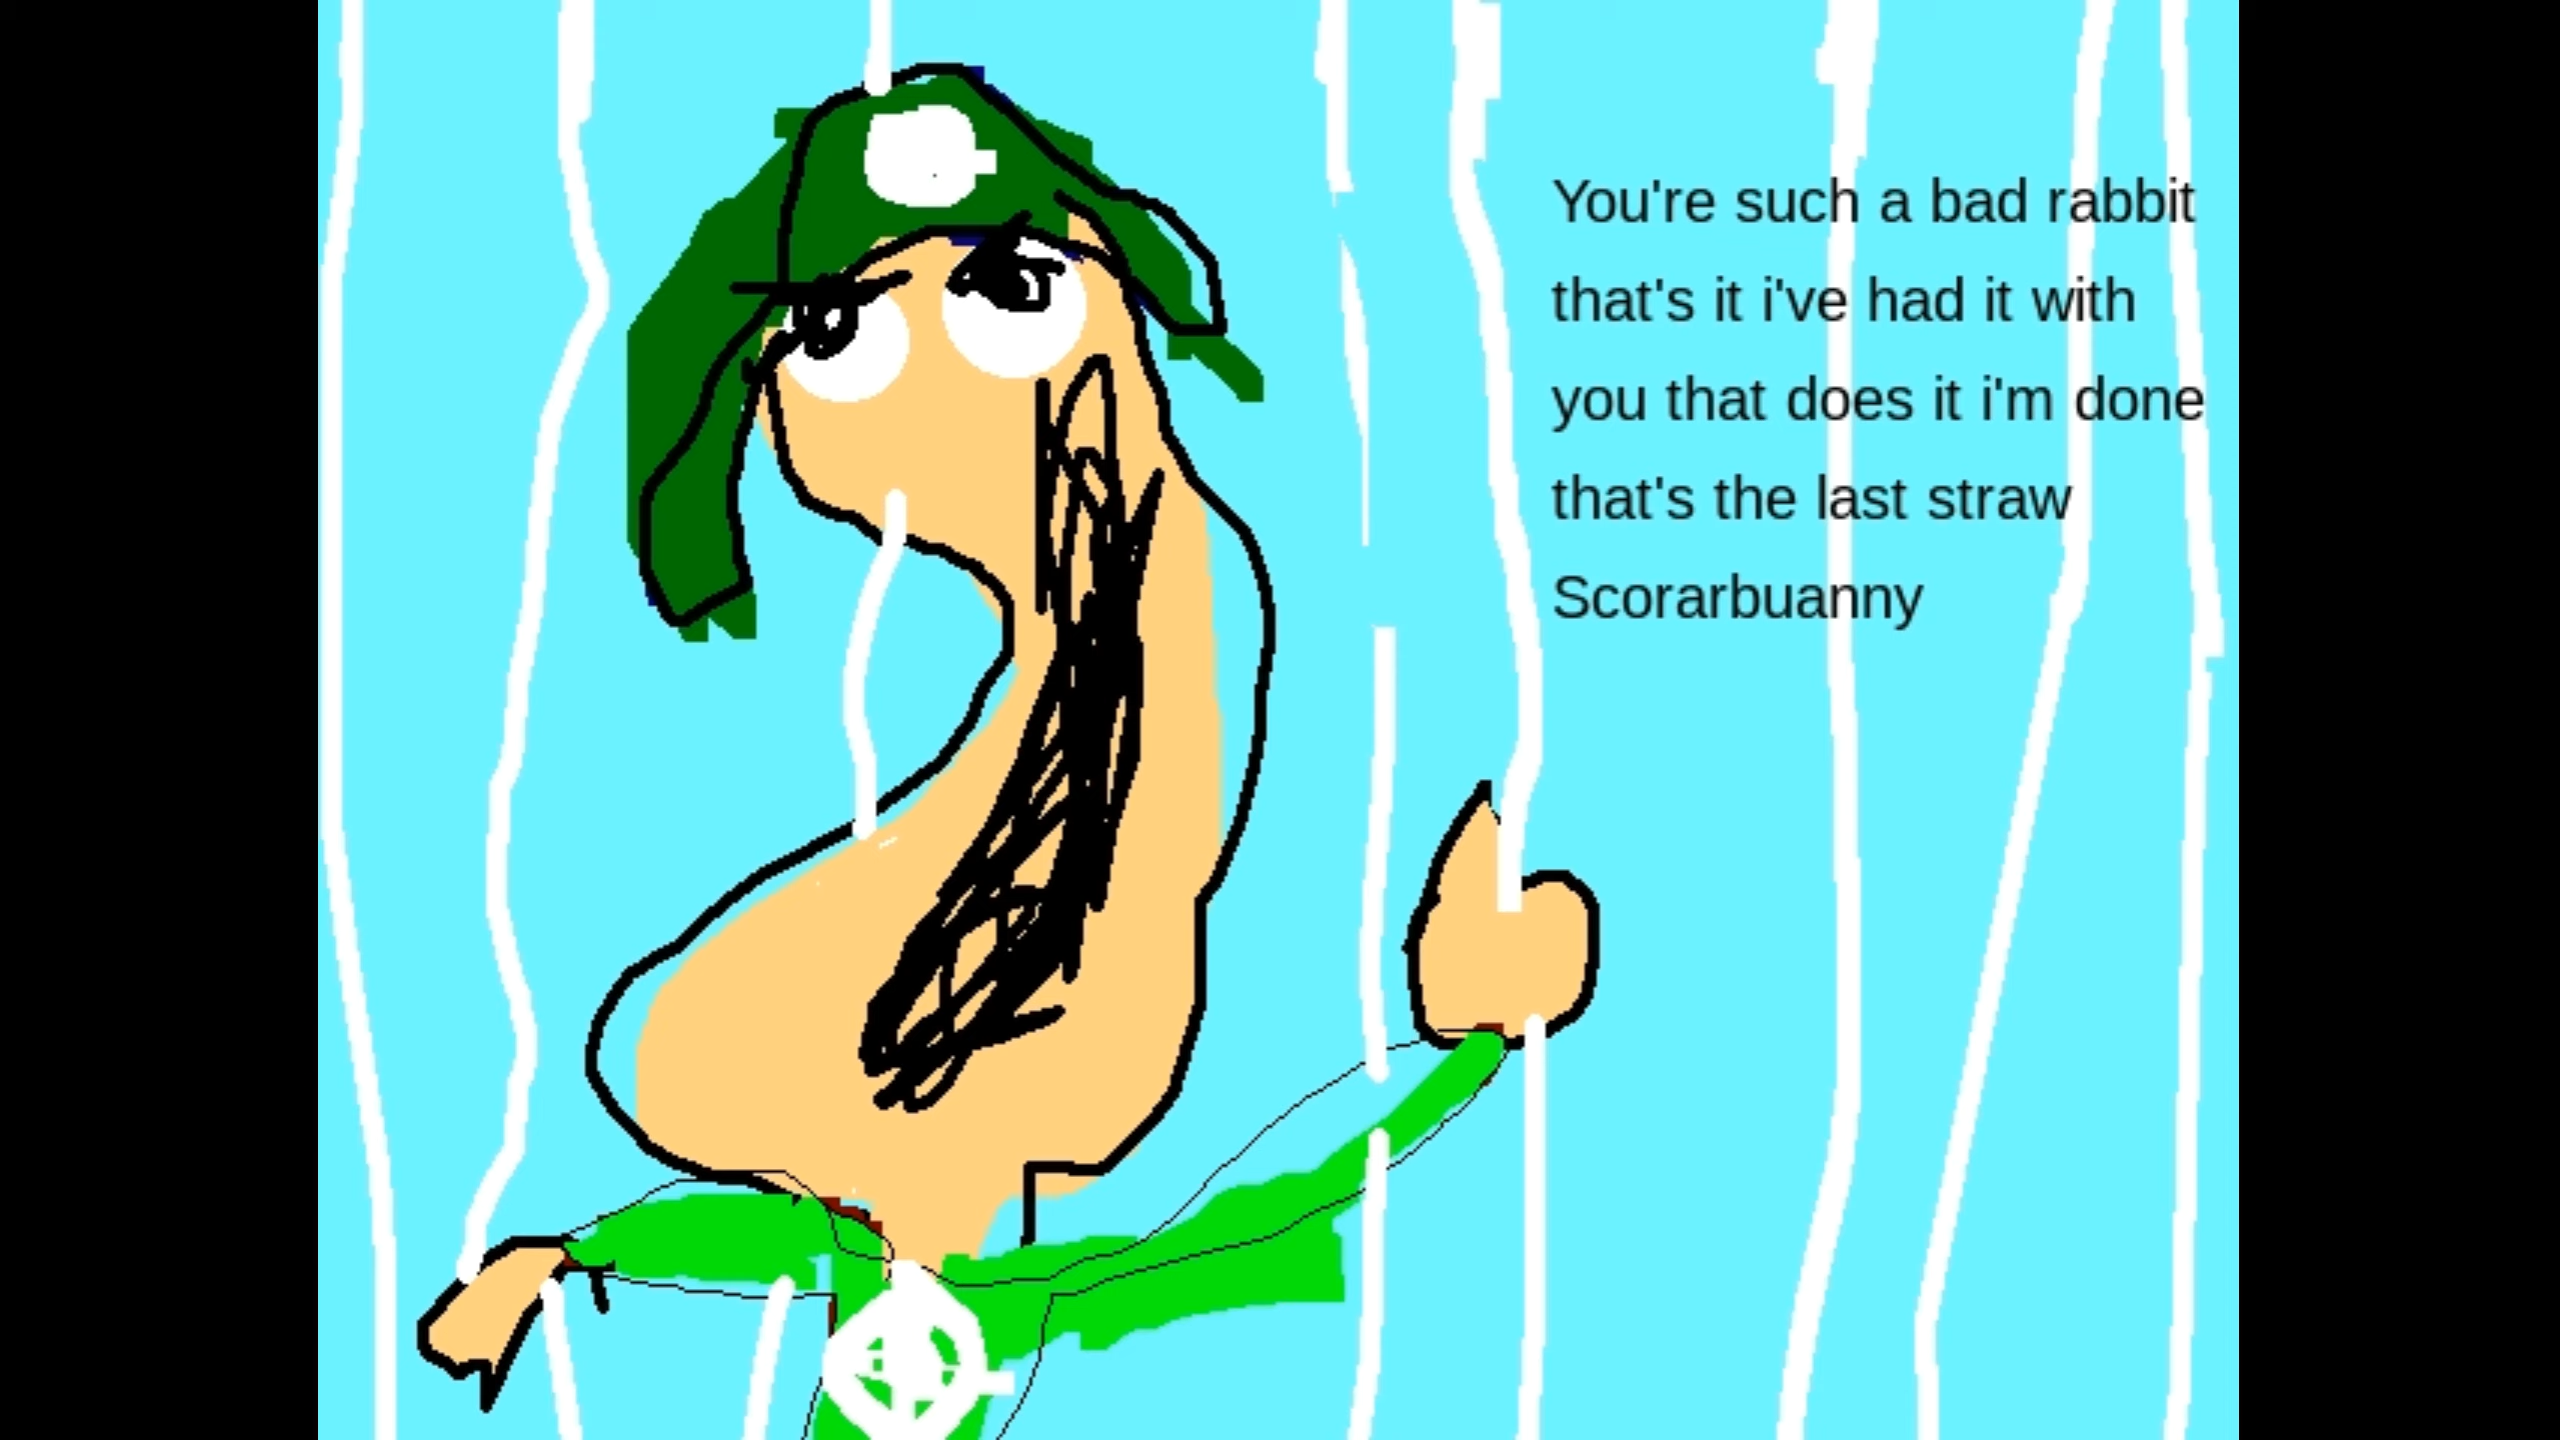 You're such a bad rabbit
that's it i've had it with
you that does it i'm done
that's the last straw
Scorarbuanny